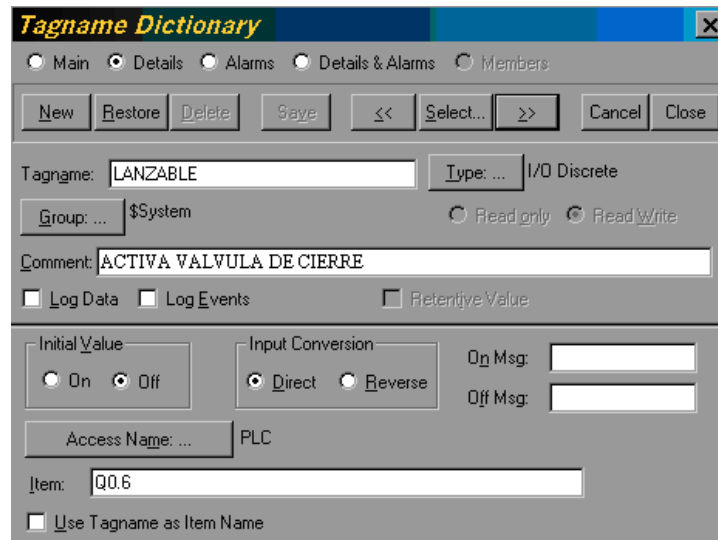 Tagname Dictionary
Main Details Alarms Details & Alarms Members
New Restore Delete Save << Select... >> Cancel Close
Tagname: LANZABLE Type: ... I/O Discrete
Group: ... $System Read only Read Write
Comment: ACTIVA VALVULA DE CIERRE
Log Data Log Events Retentive Value
Initial Value Input Conversion On Msg:
On Off Direct Reverse Off Msg:
Access Name: ... PLC
Item: Q0.6
Use Tagname as Item Name